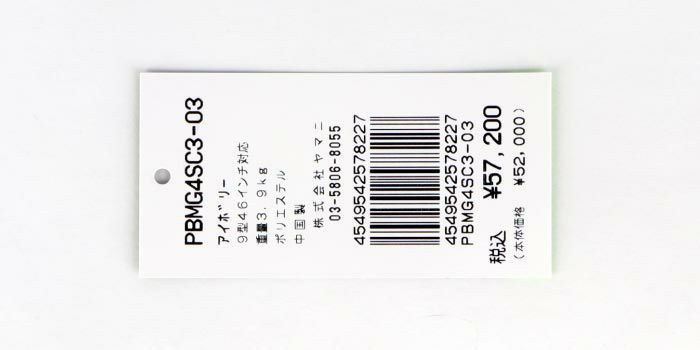 PBMG4SC3-03
アイボリー
9型46インチ対応
重量3.9kg
ポリエステル
中国製
株式会社ヤマニ
03-5806-8055
4549542578227
4549542578227
PBMG4SC3-03
税込 ¥57,200
(本体価格 ¥52,000)